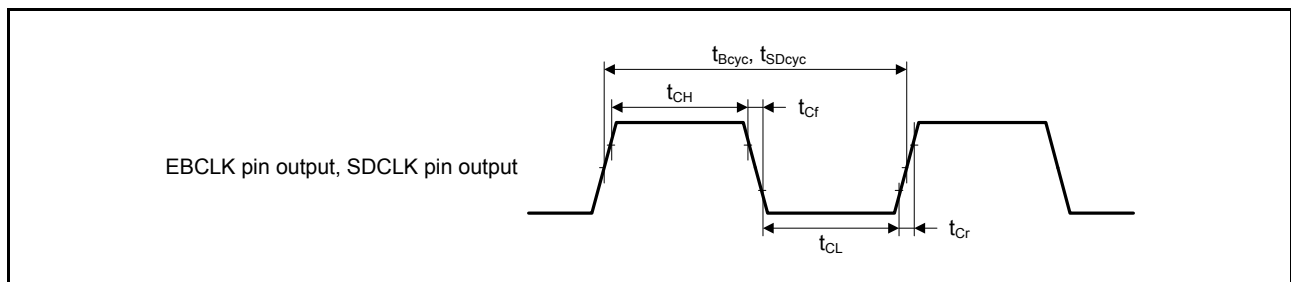 tBcyc, tSDcyc
tCH
tCf
EBCLK pin output, SDCLK pin output
tCL
tCr